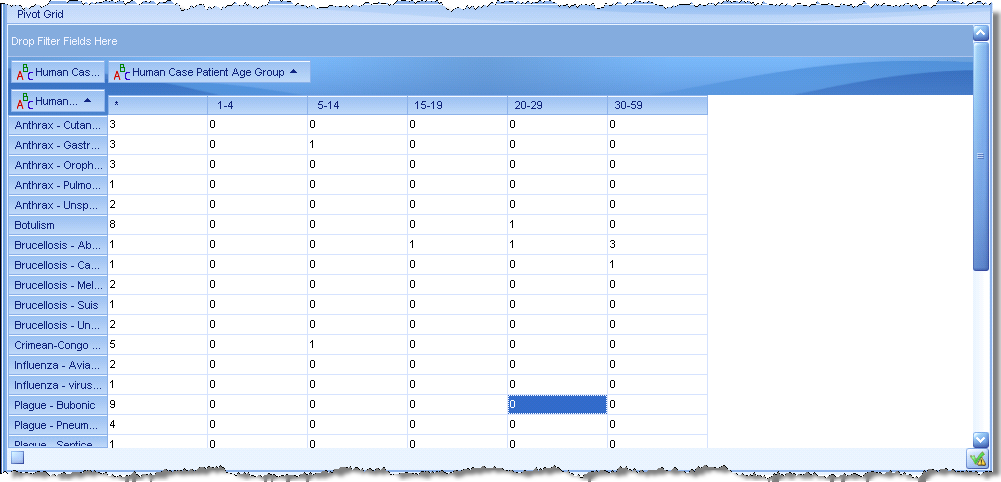 Pivot Grid
Drop Filter Fields Here
ABC Human Cas... ABC Human Case Patient Age Group
ABC Human... * 1-4 5-14 15-19 20-29 30-59
Anthrax - Cutan... 3 0 0 0 0 0
Anthrax - Gastr... 3 0 1 0 0 0
Anthrax - Oroph... 3 0 0 0 0 0
Anthrax - Pulmo... 1 0 0 0 0 0
Anthrax - Unsp... 2 0 0 0 0 0
Botulism 8 0 0 0 1 0
Brucellosis - Ab... 1 0 0 1 1 3
Brucellosis - Ca... 1 0 0 0 0 1
Brucellosis - Mel... 2 0 0 0 0 0
Brucellosis - Suis 1 0 0 0 0 0
Brucellosis - Un... 2 0 0 0 0 0
Crimean-Congo ... 5 0 1 0 0 0
Influenza - Avia... 2 0 0 0 0 0
Influenza - virus... 1 0 0 0 0 0
Plague - Bubonic 9 0 0 0 0 0
Plague - Pneum... 4 0 0 0 0 0
Plague - Septice... 1 0 0 0 0 0